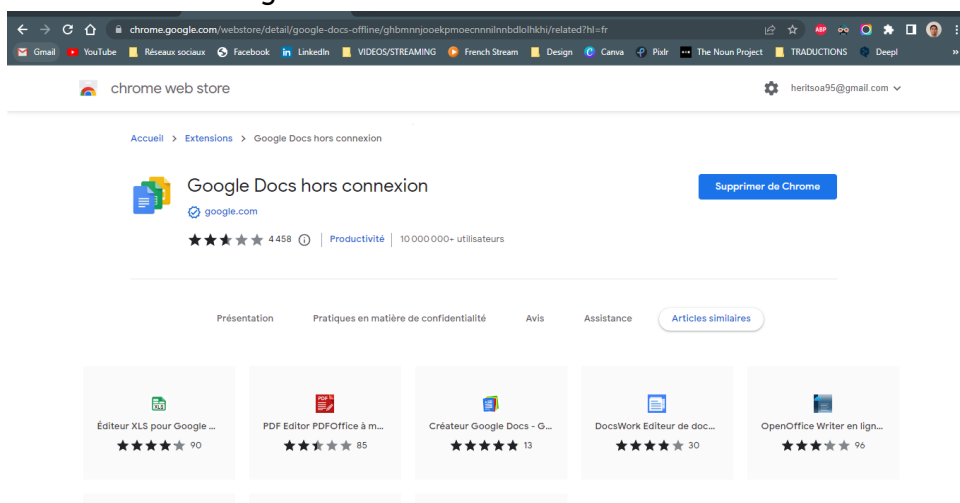 chrome.google.com/webstore/detail/google-docs-offline/ghbmnnjooekpmoecnnnilnnbdlolhkhi/related?hl=fr
ABP
Gmail YouTube Réseaux sociaux Facebook LinkedIn VIDEOS/STREAMING French Stream Design Canva Pixlr The Noun Project TRADUCTIONS Deepl »
chrome web store heritsoa95@gmail.com
Accueil > Extensions > Google Docs hors connexion
Google Docs hors connexion
Supprimer de Chrome
google.com
4 458 Productivité 10 000 000+ utilisateurs
Présentation Pratiques en matière de confidentialité Avis Assistance Articles similaires
XLS PDF
Éditeur XLS pour Google ... PDF Editor PDFOffice à m... Créateur Google Docs - G... DocsWork Editeur de doc... OpenOffice Writer en lign...
90 85 13 30 96